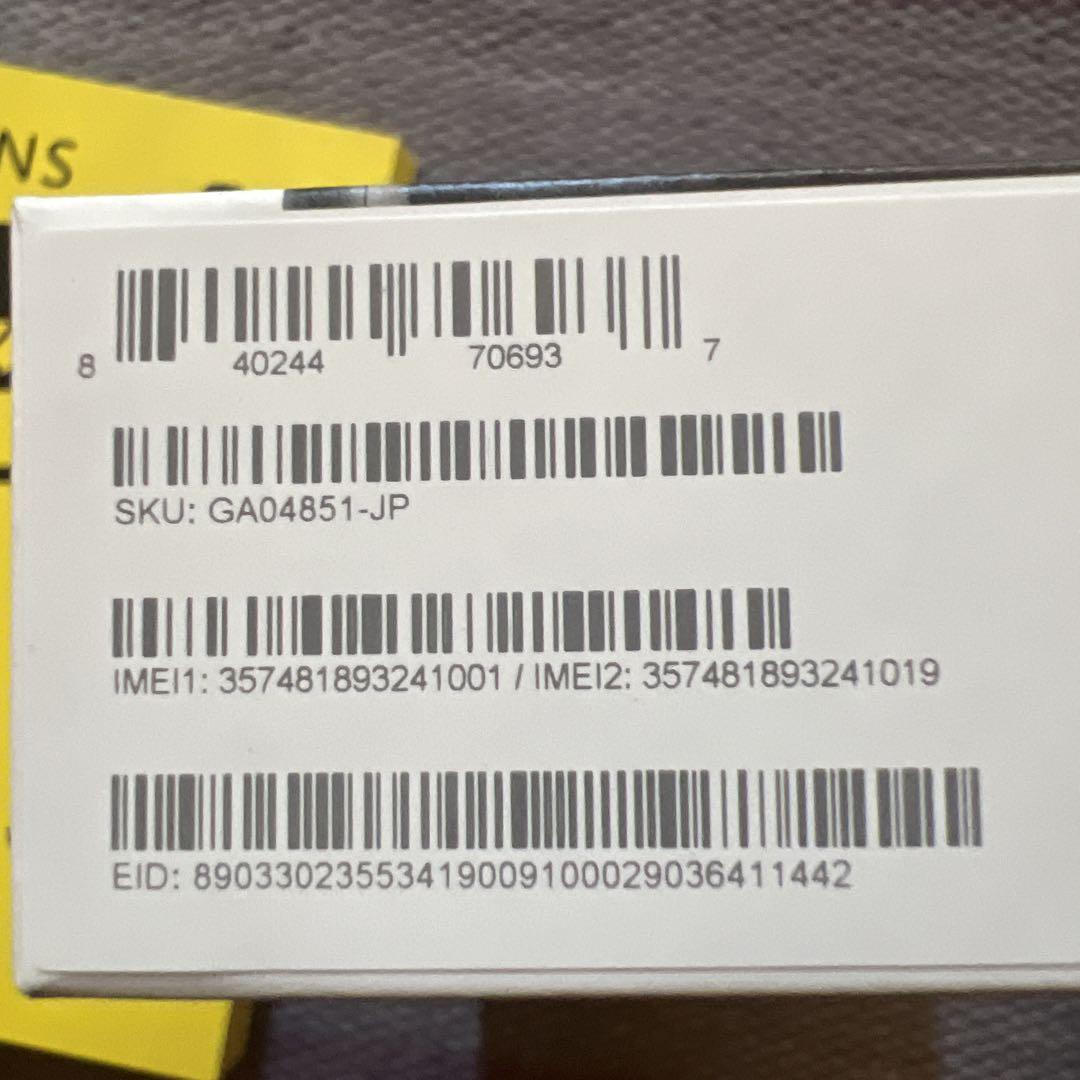 NS
8 40244 70693 7
SKU: GA04851-JP
IMEI1: 357481893241001 / IMEI2: 357481893241019
EID: 89033023553419009100029036411442